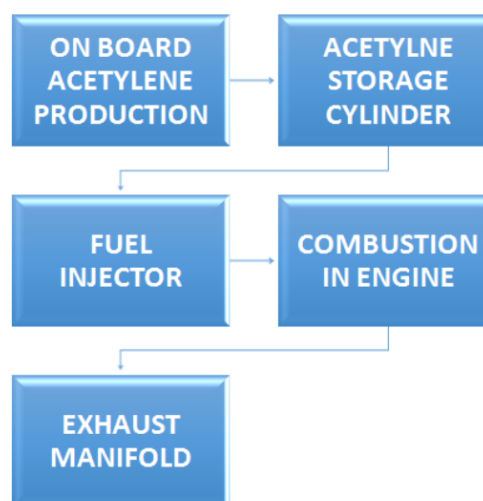 ON BOARD
ACETYLENE
PRODUCTION
ACETYLNE
STORAGE
CYLINDER
FUEL
INJECTOR
COMBUSTION
IN ENGINE
EXHAUST
MANIFOLD